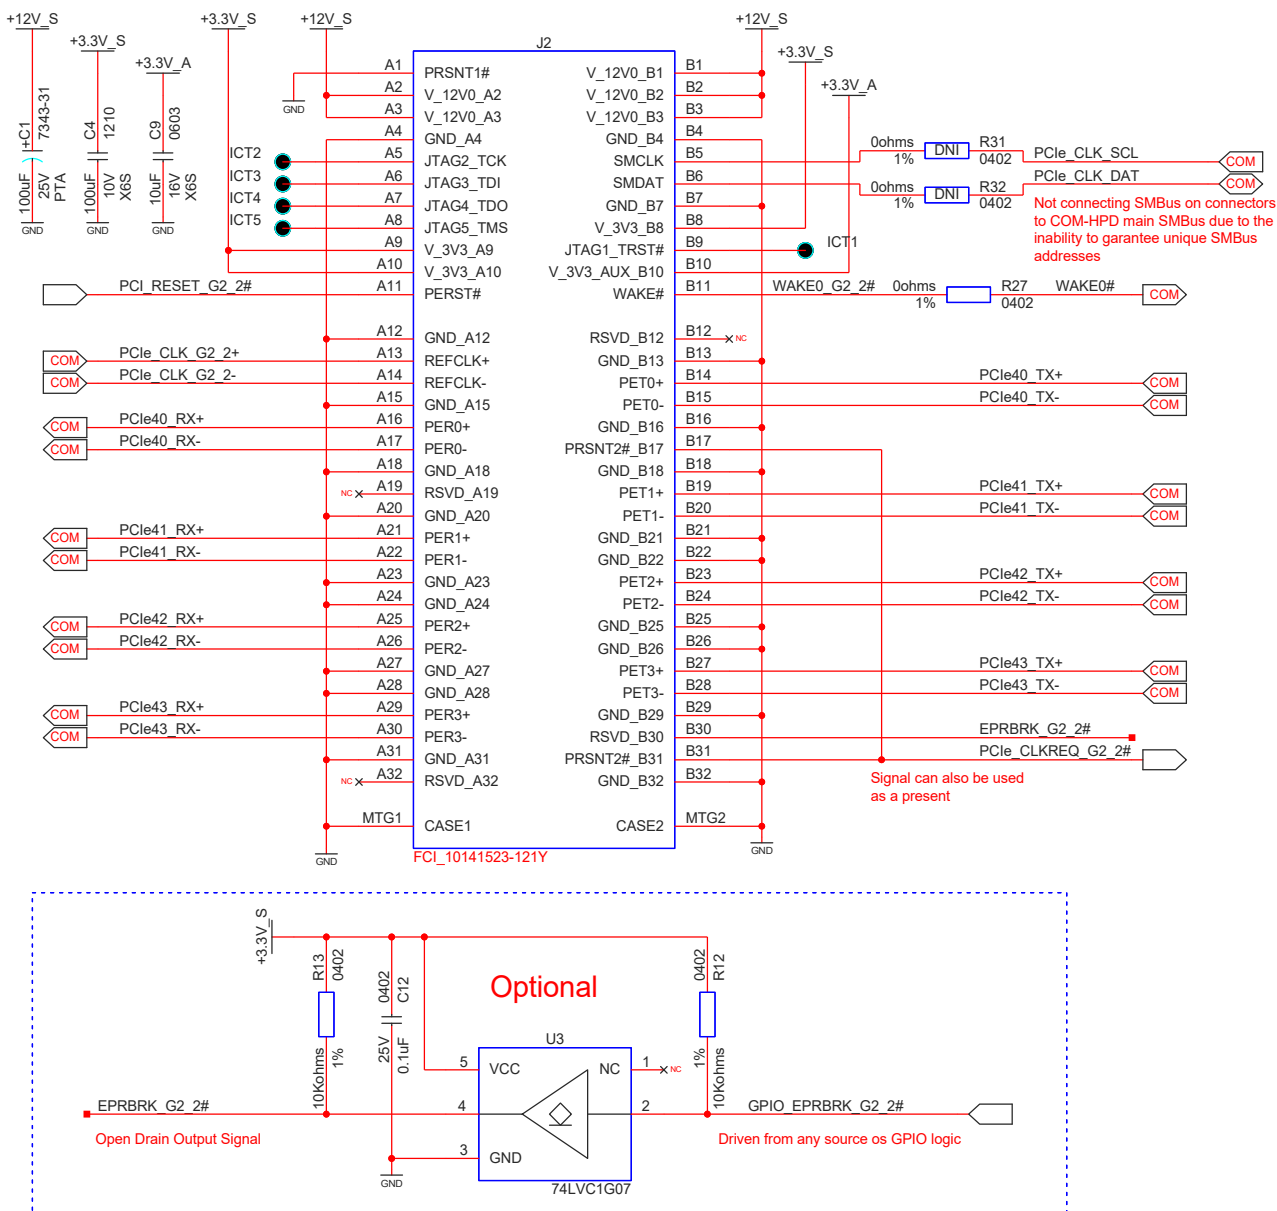 +12V_S
+3.3V_S
+3.3V_A
+3.3V_S
+12V_S
+12V_S
+3.3V_S
+3.3V_A
+C1
7343-31
100uF
25V
PTA
GND
C4
1210
100uF
10V
X6S
GND
C9
0603
10uF
16V
X6S
GND
J2
GND
A1 PRSNT1# V_12V0_B1 B1
A2 V_12V0_A2 V_12V0_B2 B2
A3 V_12V0_A3 V_12V0_B3 B3
A4 GND_A4 GND_B4 B4
ICT2 A5 JTAG2_TCK SMCLK B5 0ohms 1% DNI R31 0402 PCIe_CLK_SCL COM
ICT3 A6 JTAG3_TDI SMDAT B6 0ohms 1% DNI R32 0402 PCIe_CLK_DAT COM
ICT4 A7 JTAG4_TDO GND_B7 B7
ICT5 A8 JTAG5_TMS V_3V3_B8 B8
A9 V_3V3_A9 JTAG1_TRST# B9 ICT1
A10 V_3V3_A10 V_3V3_AUX_B10 B10
Not connecting SMBus on connectors
to COM-HPD main SMBus due to the
inability to garantee unique SMBus
addresses
PCI_RESET_G2_2# A11 PERST# WAKE# B11 WAKE0_G2_2# 0ohms 1% R27 0402 WAKE0# COM
A12 GND_A12 RSVD_B12 B12 NC
COM PCIe_CLK_G2_2+ A13 REFCLK+ GND_B13 B13
COM PCIe_CLK_G2_2- A14 REFCLK- PET0+ B14 PCIe40_TX+ COM
A15 GND_A15 PET0- B15 PCIe40_TX- COM
COM PCIe40_RX+ A16 PER0+ GND_B16 B16
COM PCIe40_RX- A17 PER0- PRSNT2#_B17 B17
A18 GND_A18 GND_B18 B18
NC A19 RSVD_A19 PET1+ B19 PCIe41_TX+ COM
A20 GND_A20 PET1- B20 PCIe41_TX- COM
COM PCIe41_RX+ A21 PER1+ GND_B21 B21
COM PCIe41_RX- A22 PER1- GND_B22 B22
A23 GND_A23 PET2+ B23 PCIe42_TX+ COM
A24 GND_A24 PET2- B24 PCIe42_TX- COM
COM PCIe42_RX+ A25 PER2+ GND_B25 B25
COM PCIe42_RX- A26 PER2- GND_B26 B26
A27 GND_A27 PET3+ B27 PCIe43_TX+ COM
A28 GND_A28 PET3- B28 PCIe43_TX- COM
COM PCIe43_RX+ A29 PER3+ GND_B29 B29
COM PCIe43_RX- A30 PER3- RSVD_B30 B30 EPRBRK_G2_2#
A31 GND_A31 PRSNT2#_B31 B31 PCIe_CLKREQ_G2_2#
NC A32 RSVD_A32 GND_B32 B32
Signal can also be used
as a present
MTG1 CASE1 CASE2 MTG2
GND
GND
FCI_10141523-121Y
+3.3V_S
R13
0402
10Kohms
1%
0402
C12
25V
0.1uF
Optional
0402
R12
1%
10Kohms
U3
5 VCC NC 1 NC
EPRBRK_G2_2# 4 2 GPIO_EPRBRK_G2_2#
Open Drain Output Signal
Driven from any source os GPIO logic
3 GND
GND
74LVC1G07